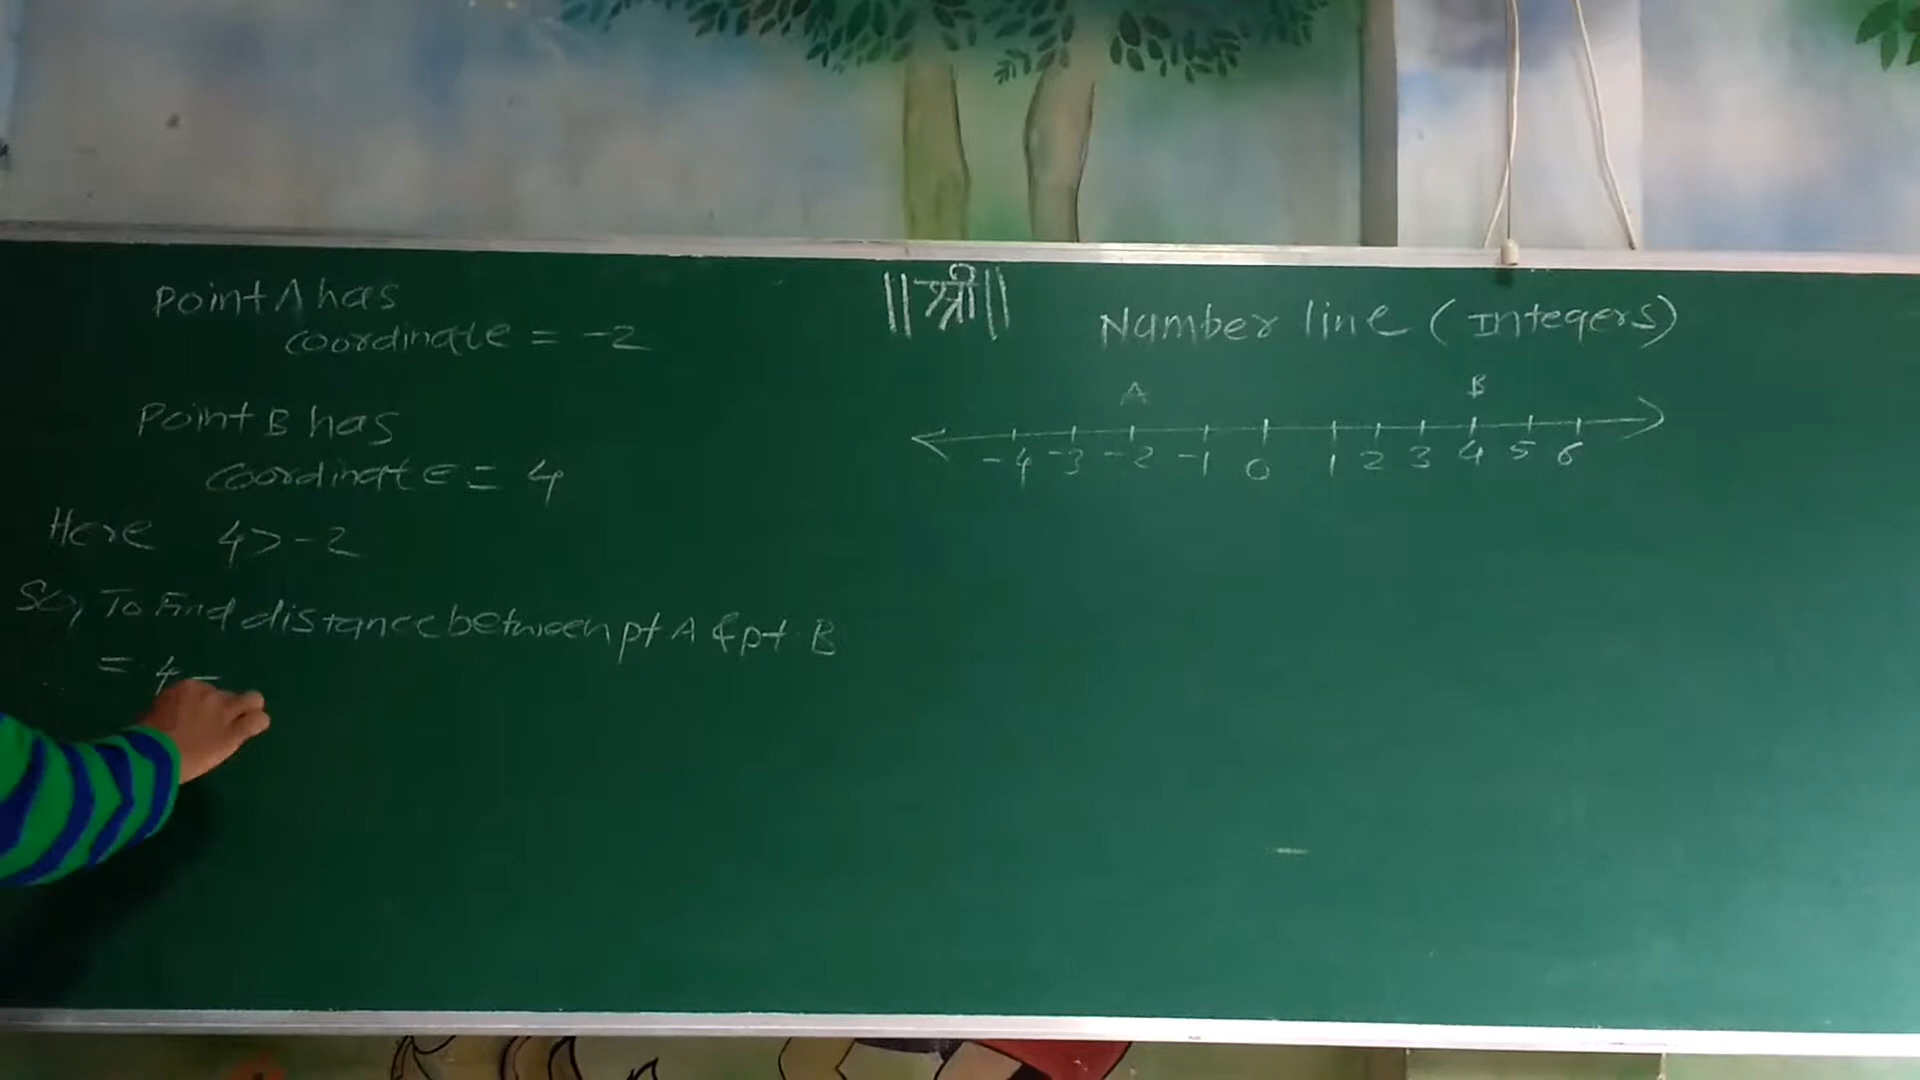 Point A has
coordinate = -2
Point B has
coordinate = 4
Here 4>-2
So, To Find distance between pt A & pt. B
= 4 -
||श्री||
Number line (Integers)
A B
-4 -3 -2 -1 0 1 2 3 4 5 6